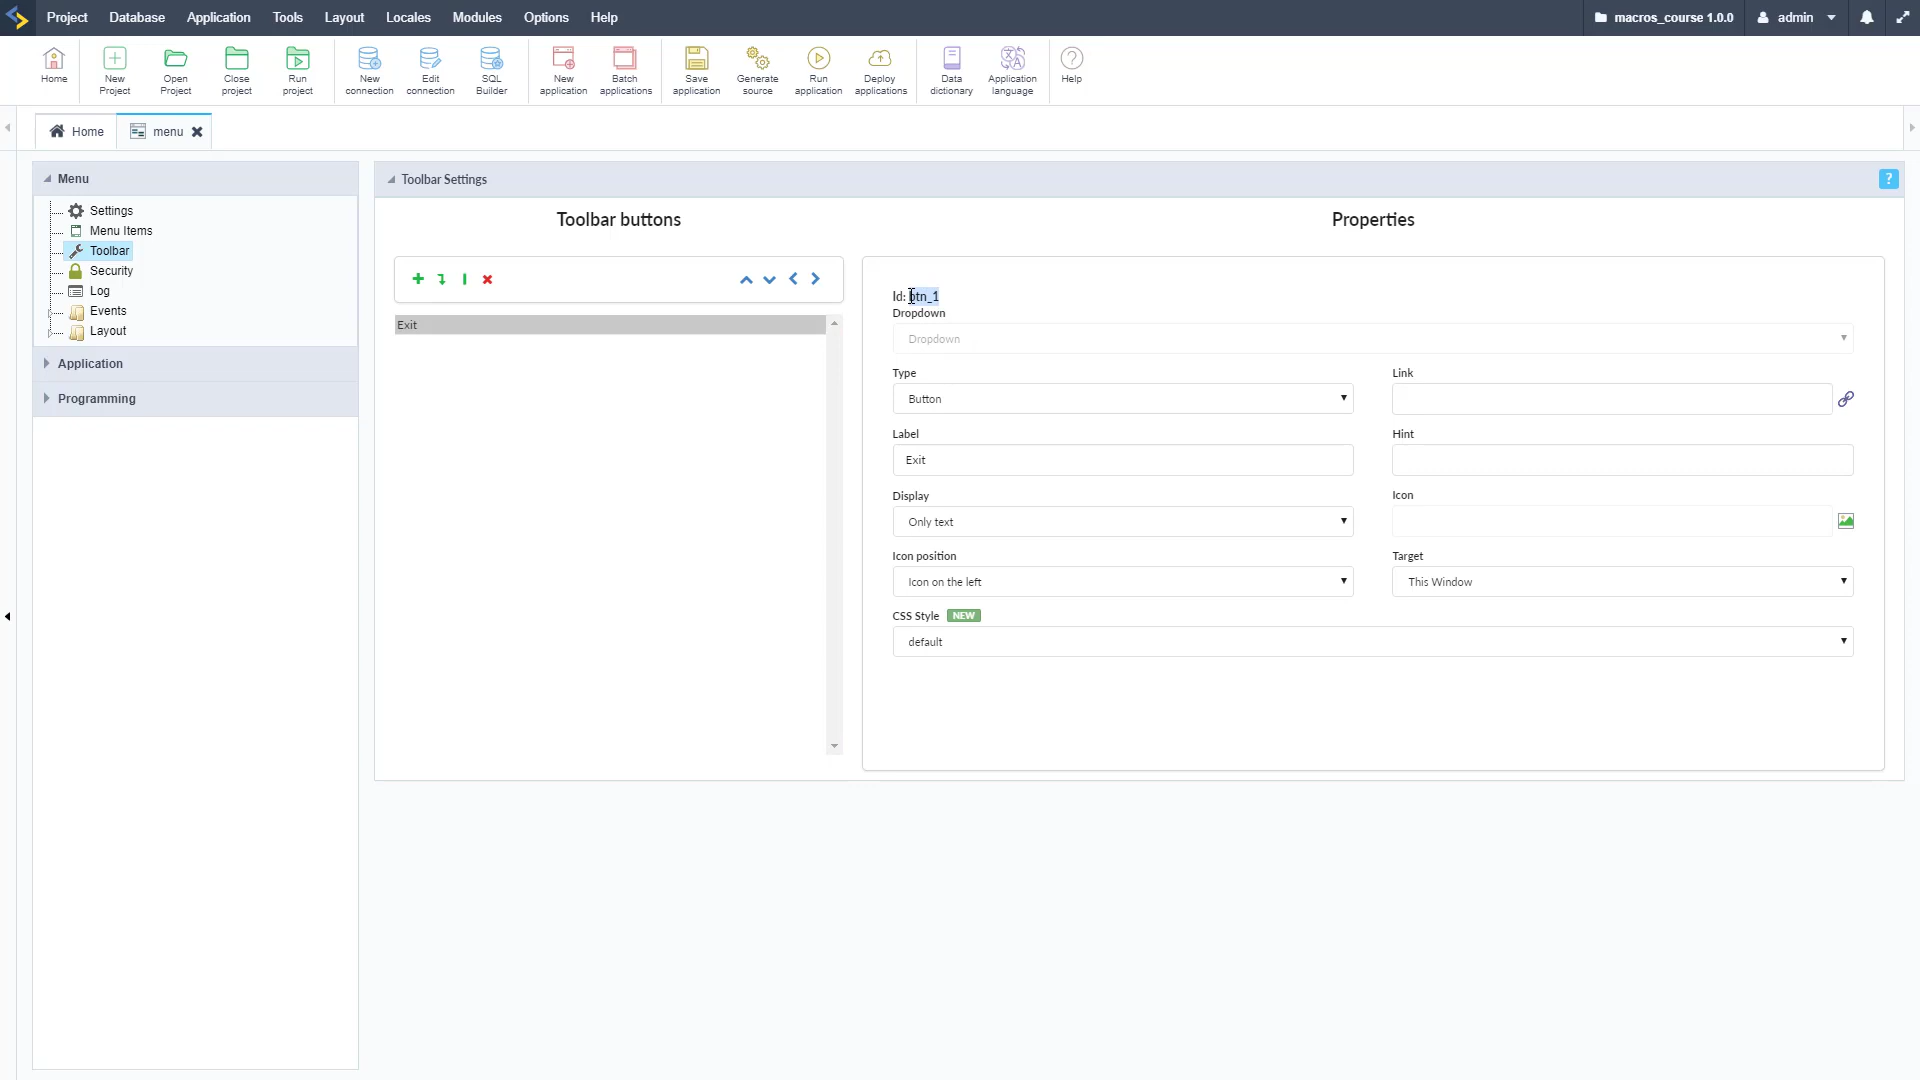 Project Database Application Tools Layout Locales Modules Options Help macros_course 1.0.0 admin
Home New Project Open Project Close project Run project New connection Edit connection SQL Builder New application Batch applications Save application Generate source Run application Deploy applications Data dictionary Application language Help
Home menu
Menu
Settings
Menu Items
Toolbar
Security
Log
Events
Layout
Application
Programming
Toolbar Settings ?
Toolbar buttons Properties
Exit
Id: btn_1
Dropdown
Dropdown
Type Link
Button
Label Hint
Exit
Display Icon
Only text
Icon position Target
Icon on the left This Window
CSS Style NEW
default